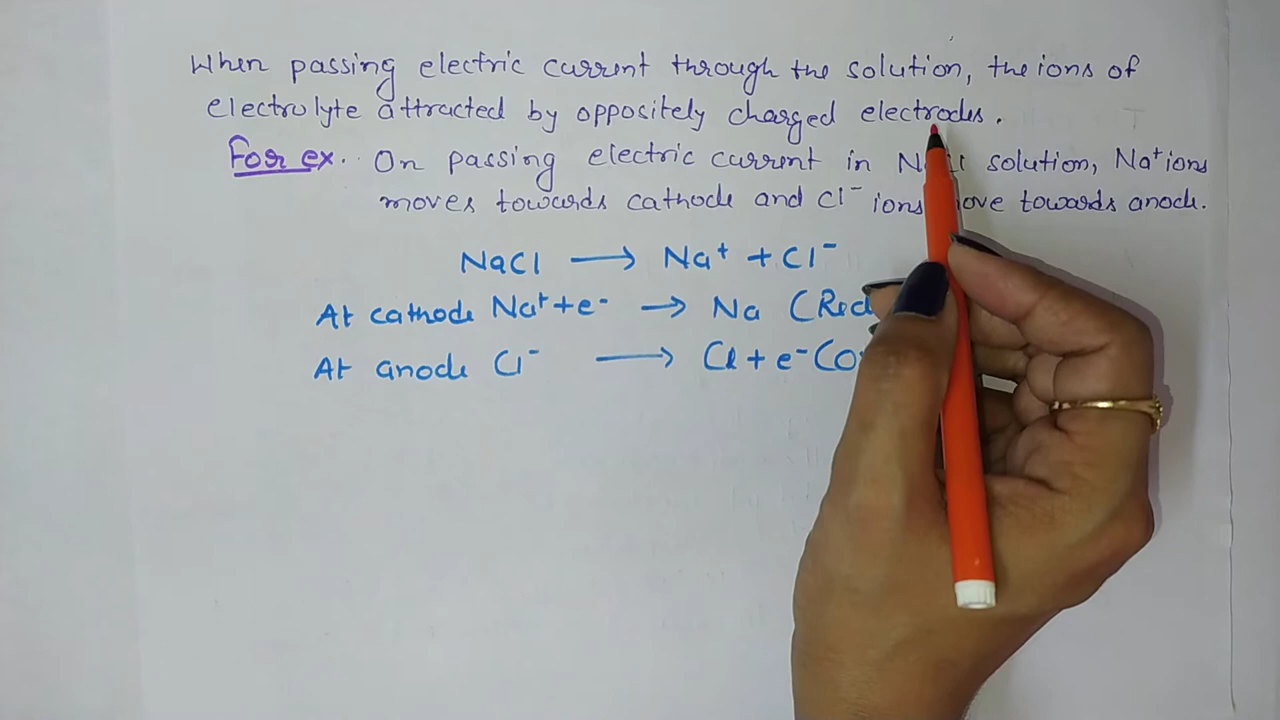 When passing electric current through the solution, the ions of
electrolyte attracted by oppositely charged electrodes.
For ex. On passing electric current in solution, Na⁺ ions
moves towards cathode and Cl⁻ ions towards anode.
NaCl ⟶ Na⁺ + Cl⁻
At cathode Na⁺ + e⁻ ⟶ Na
At anode Cl⁻ ⟶ Cl + e⁻